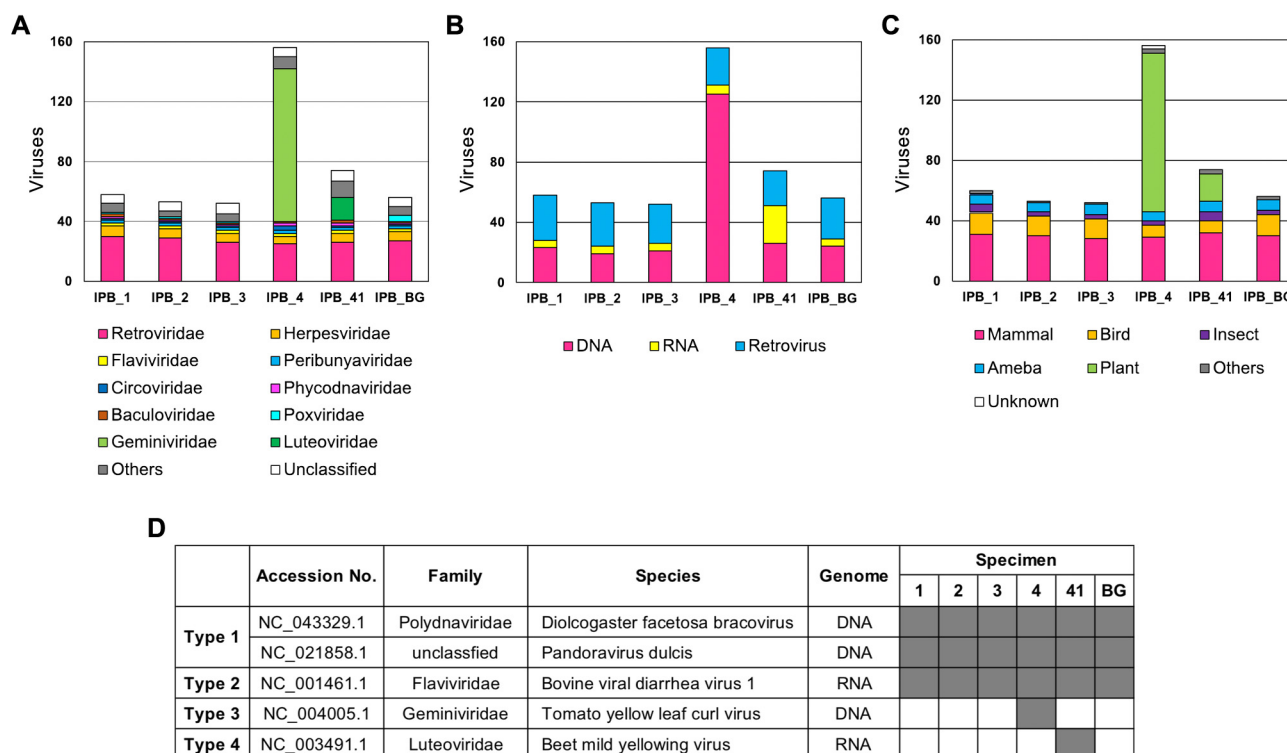 A
160
120
80
40
0
Viruses
IPB_1 IPB_2 IPB_3 IPB_4 IPB_41 IPB_BG
Retroviridae Herpesviridae
Flaviviridae Peribunyaviridae
Circoviridae Phycodnaviridae
Baculoviridae Poxviridae
Geminiviridae Luteoviridae
Others Unclassified
B
160
120
80
40
0
Viruses
IPB_1 IPB_2 IPB_3 IPB_4 IPB_41 IPB_BG
DNA RNA Retrovirus
C
160
120
80
40
0
Viruses
IPB_1 IPB_2 IPB_3 IPB_4 IPB_41 IPB_BG
Mammal Bird Insect
Ameba Plant Others
Unknown
D
Accession No. Family Species Genome Specimen
1 2 3 4 41 BG
Type 1 NC_043329.1 Polydnaviridae Diolcogaster facetosa bracovirus DNA
NC_021858.1 unclassfied Pandoravirus dulcis DNA
Type 2 NC_001461.1 Flaviviridae Bovine viral diarrhea virus 1 RNA
Type 3 NC_004005.1 Geminiviridae Tomato yellow leaf curl virus DNA
Type 4 NC_003491.1 Luteoviridae Beet mild yellowing virus RNA